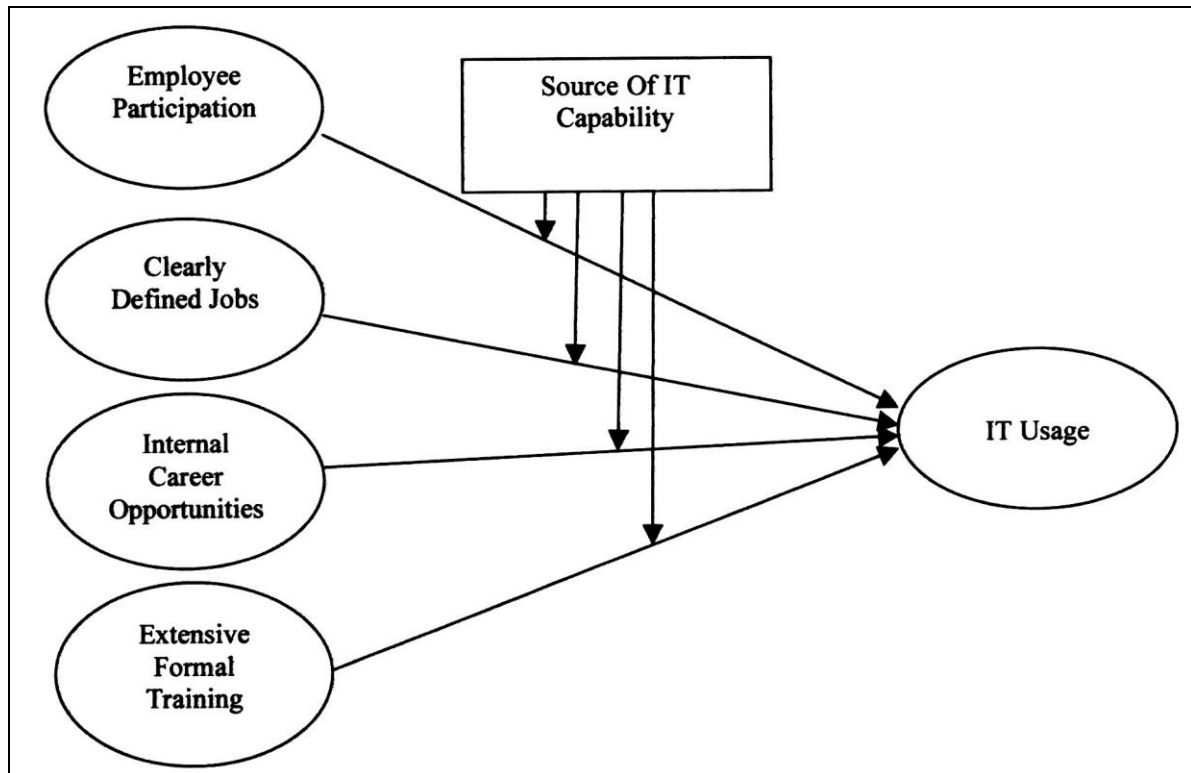 Employee
Participation
Source Of IT
Capability
Clearly
Defined Jobs
Internal
Career
Opportunities
IT Usage
Extensive
Formal
Training